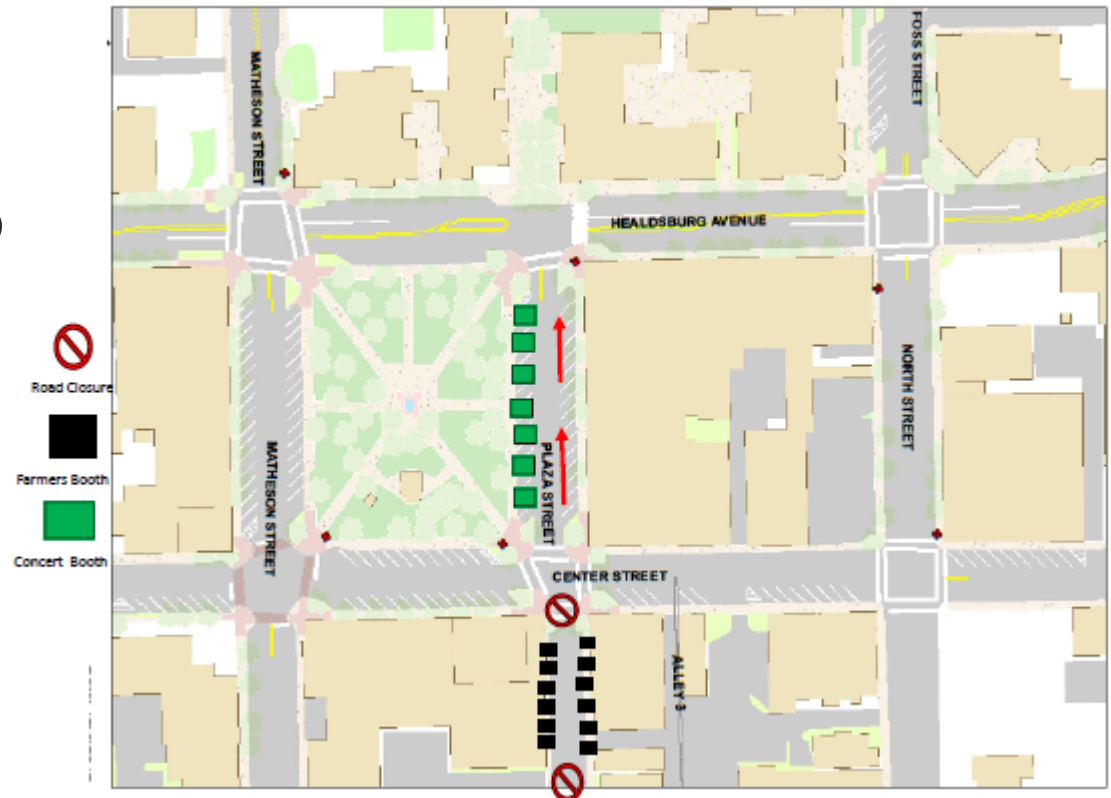 MATHESON STREET
FOSS STREET
HEALDSBURG AVENUE
)
Road Closure
Farmers Booth
Concert Booth
MATHESON STREET
PLAZA STREET
NORTH STREET
CENTER STREET
ALLEY 3